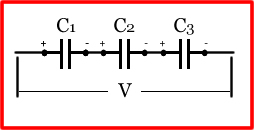 C1 C2 C3
+ - + - + -
V